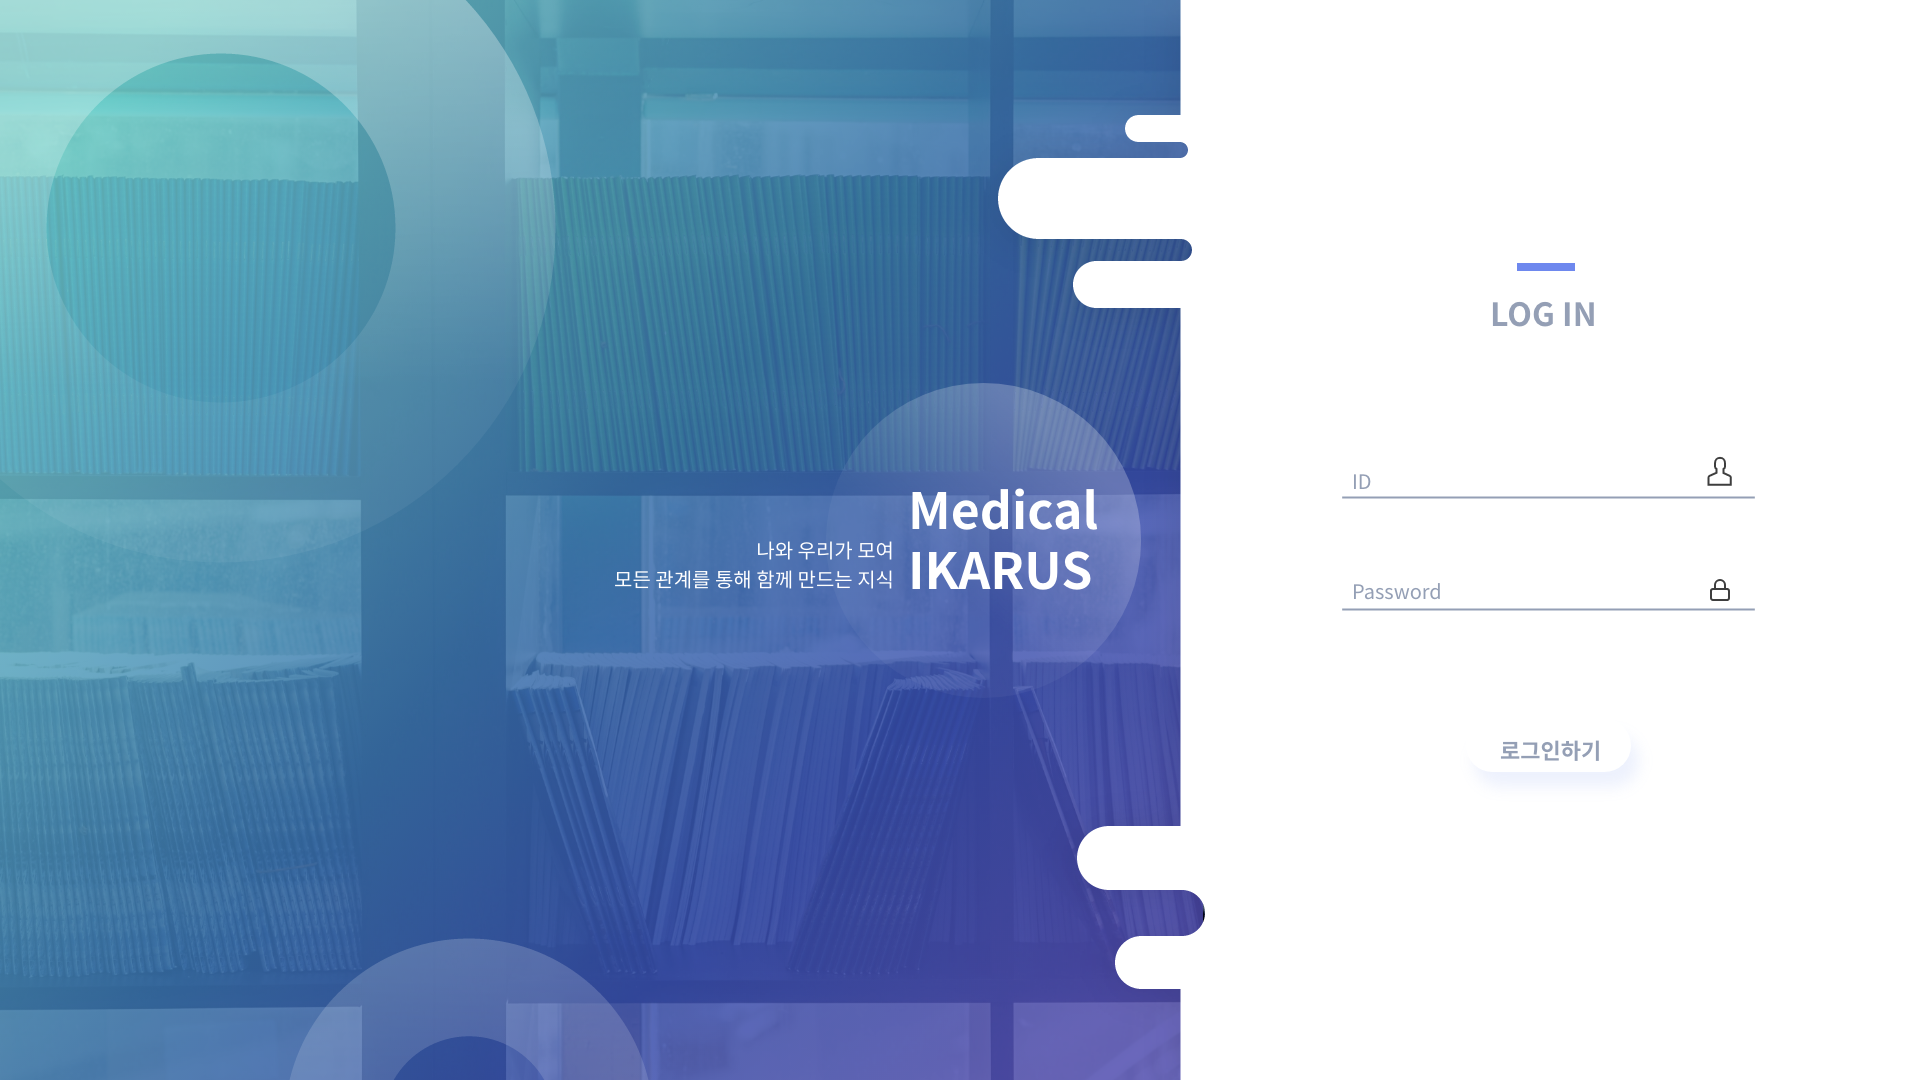 나와 우리가 모여
모든 관계를 통해 함께 만드는 지식
Medical
IKARUS
LOG IN
ID
Password
로그인하기